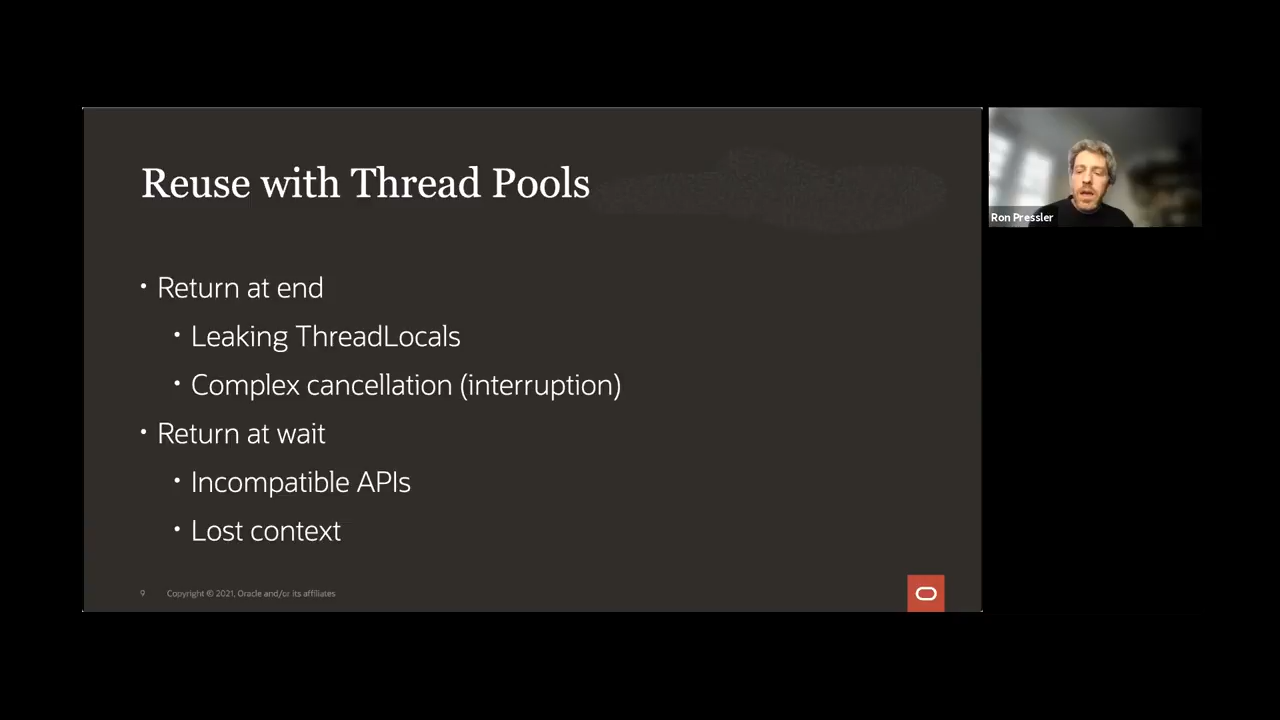 Reuse with Thread Pools
Ron Pressler
• Return at end
• Leaking ThreadLocals
• Complex cancellation (interruption)
• Return at wait
• Incompatible APIs
• Lost context
9 Copyright © 2021, Oracle and/or its affiliates